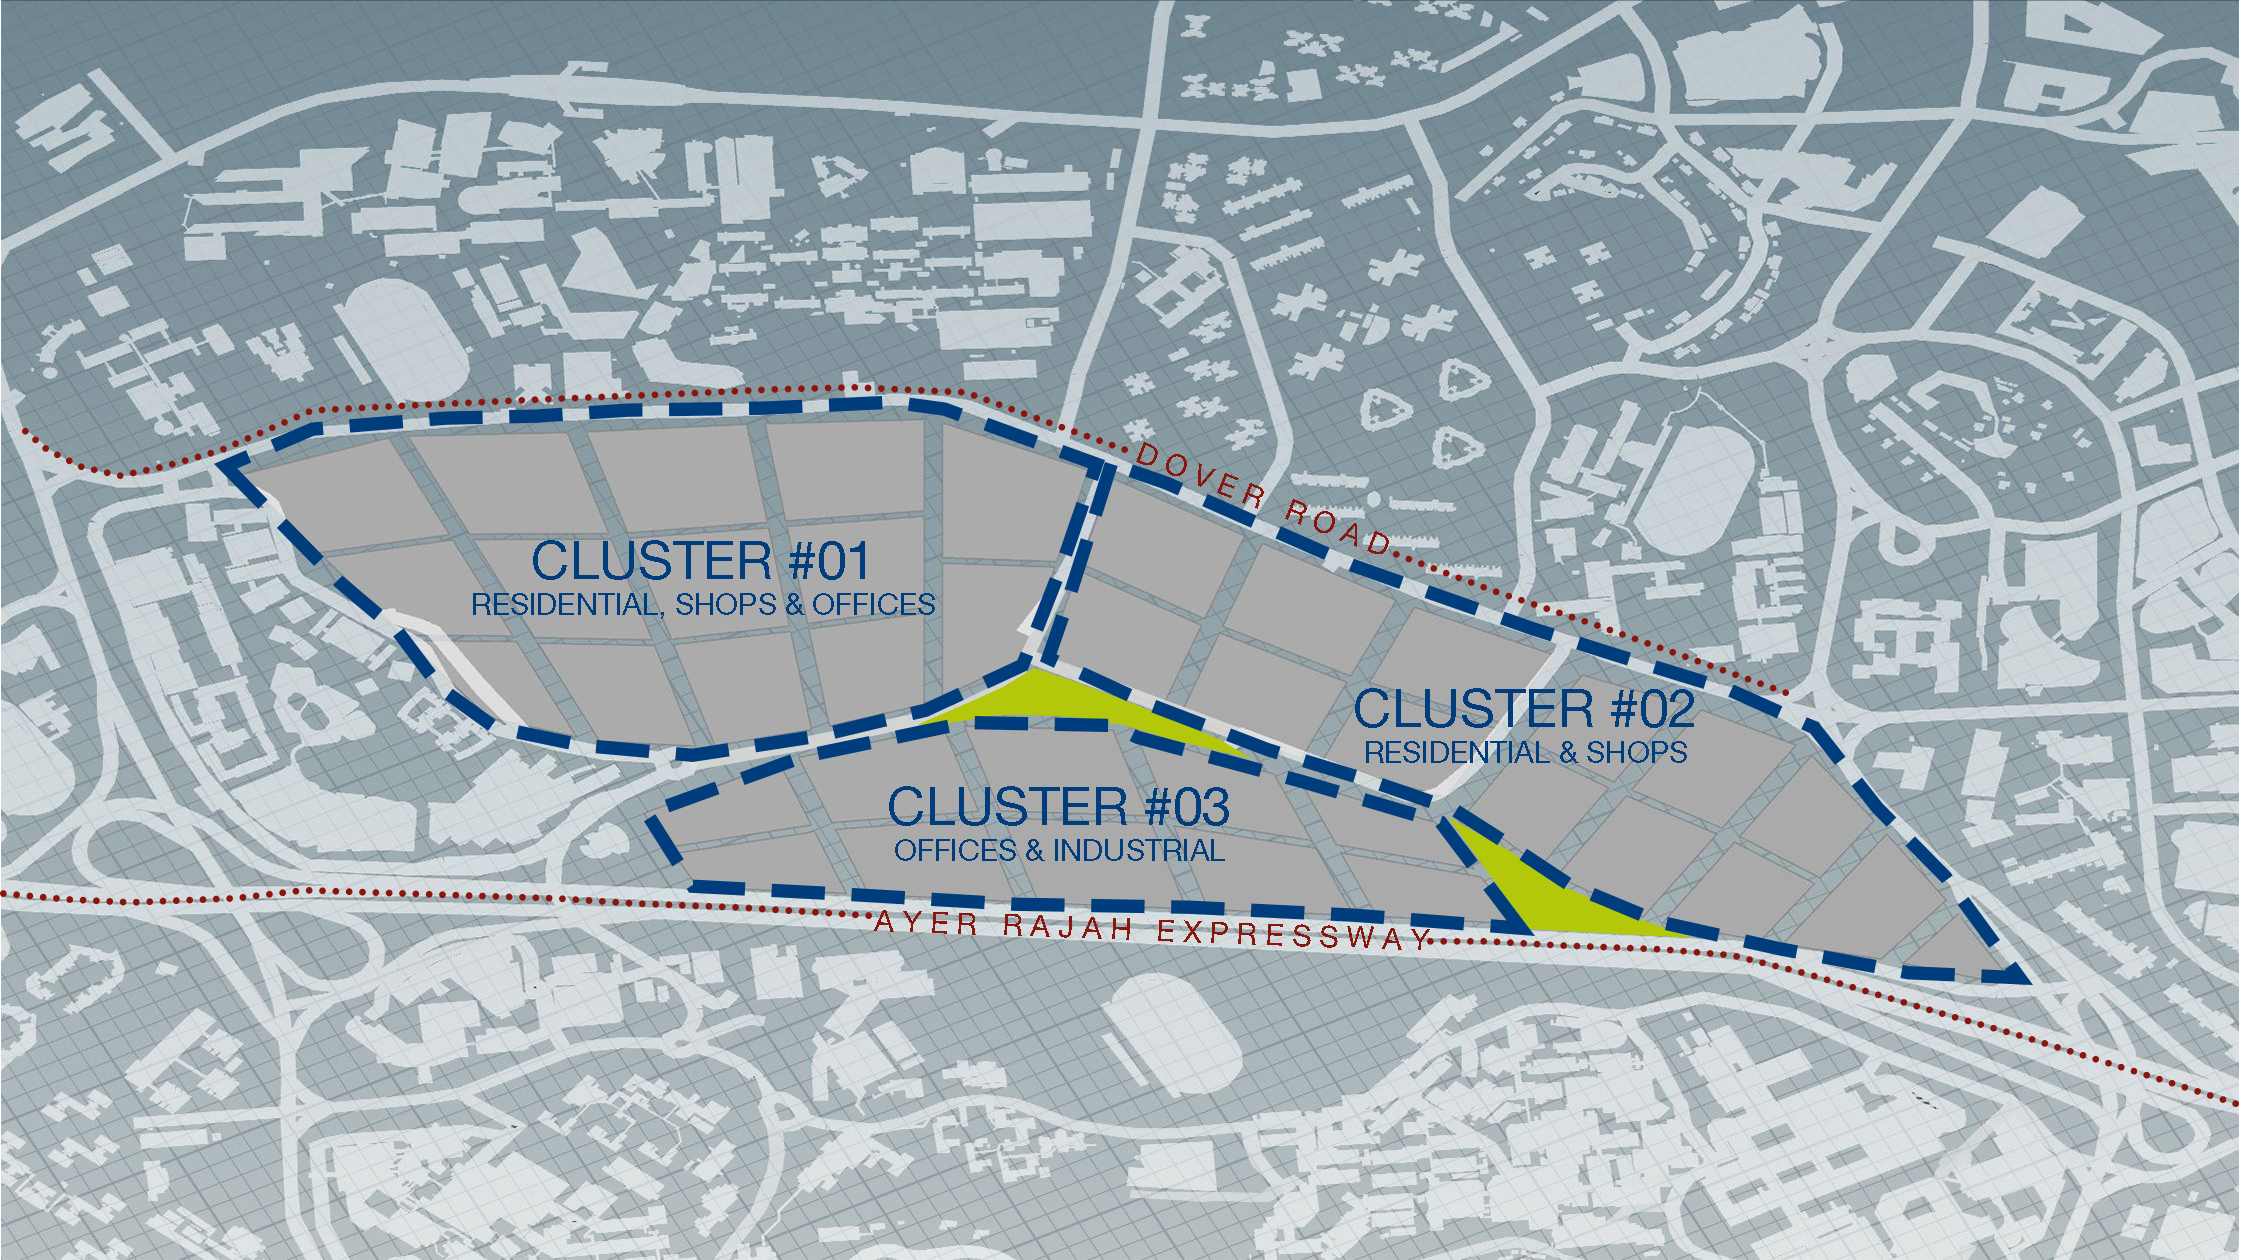 DOVER ROAD
CLUSTER #01
RESIDENTIAL, SHOPS & OFFICES
CLUSTER #02
RESIDENTIAL & SHOPS
CLUSTER #03
OFFICES & INDUSTRIAL
AYER RAJAH EXPRESSWAY